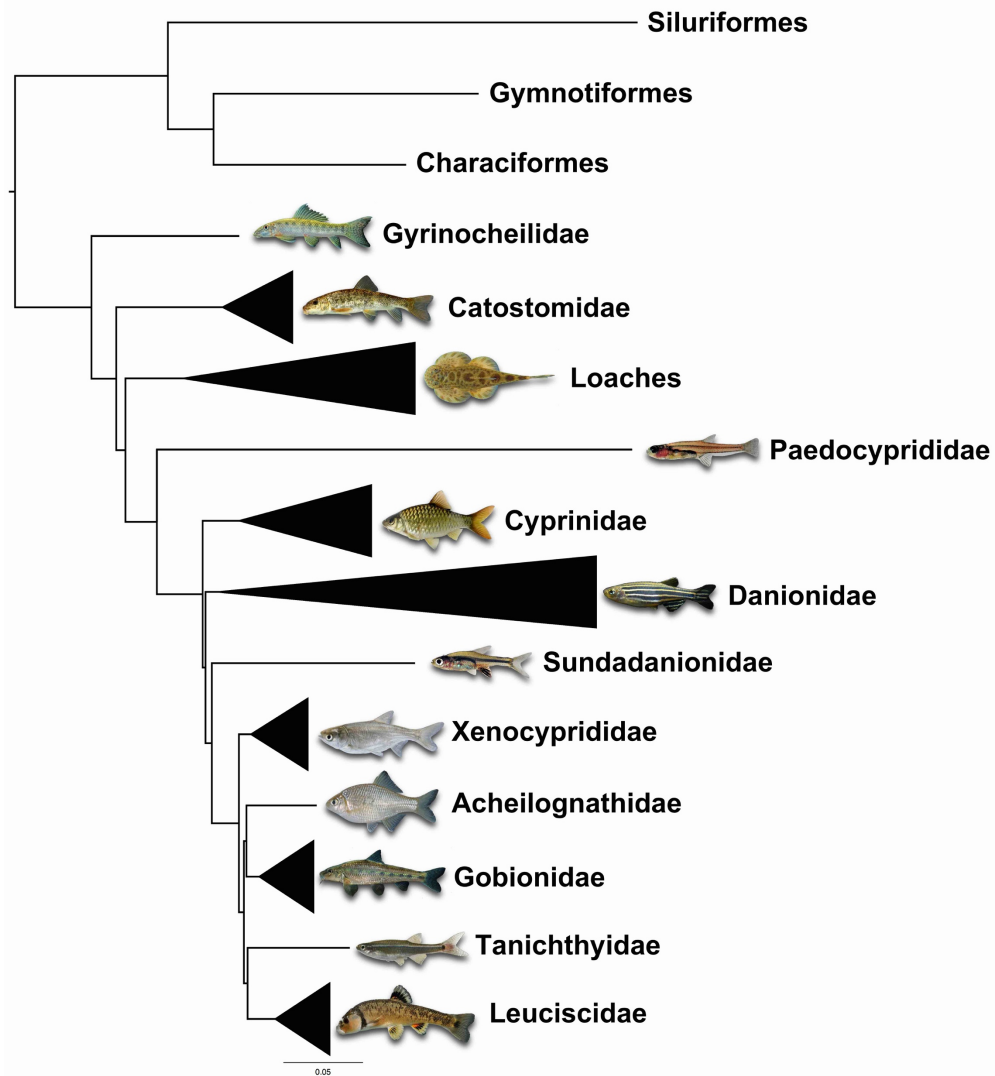 Siluriformes
Gymnotiformes
Characiformes
Gyrinocheilidae
Catostomidae
Loaches
Paedocyprididae
Cyprinidae
Danionidae
Sundadanionidae
Xenocyprididae
Acheilognathidae
Gobionidae
Tanichthyidae
Leuciscidae
0.05